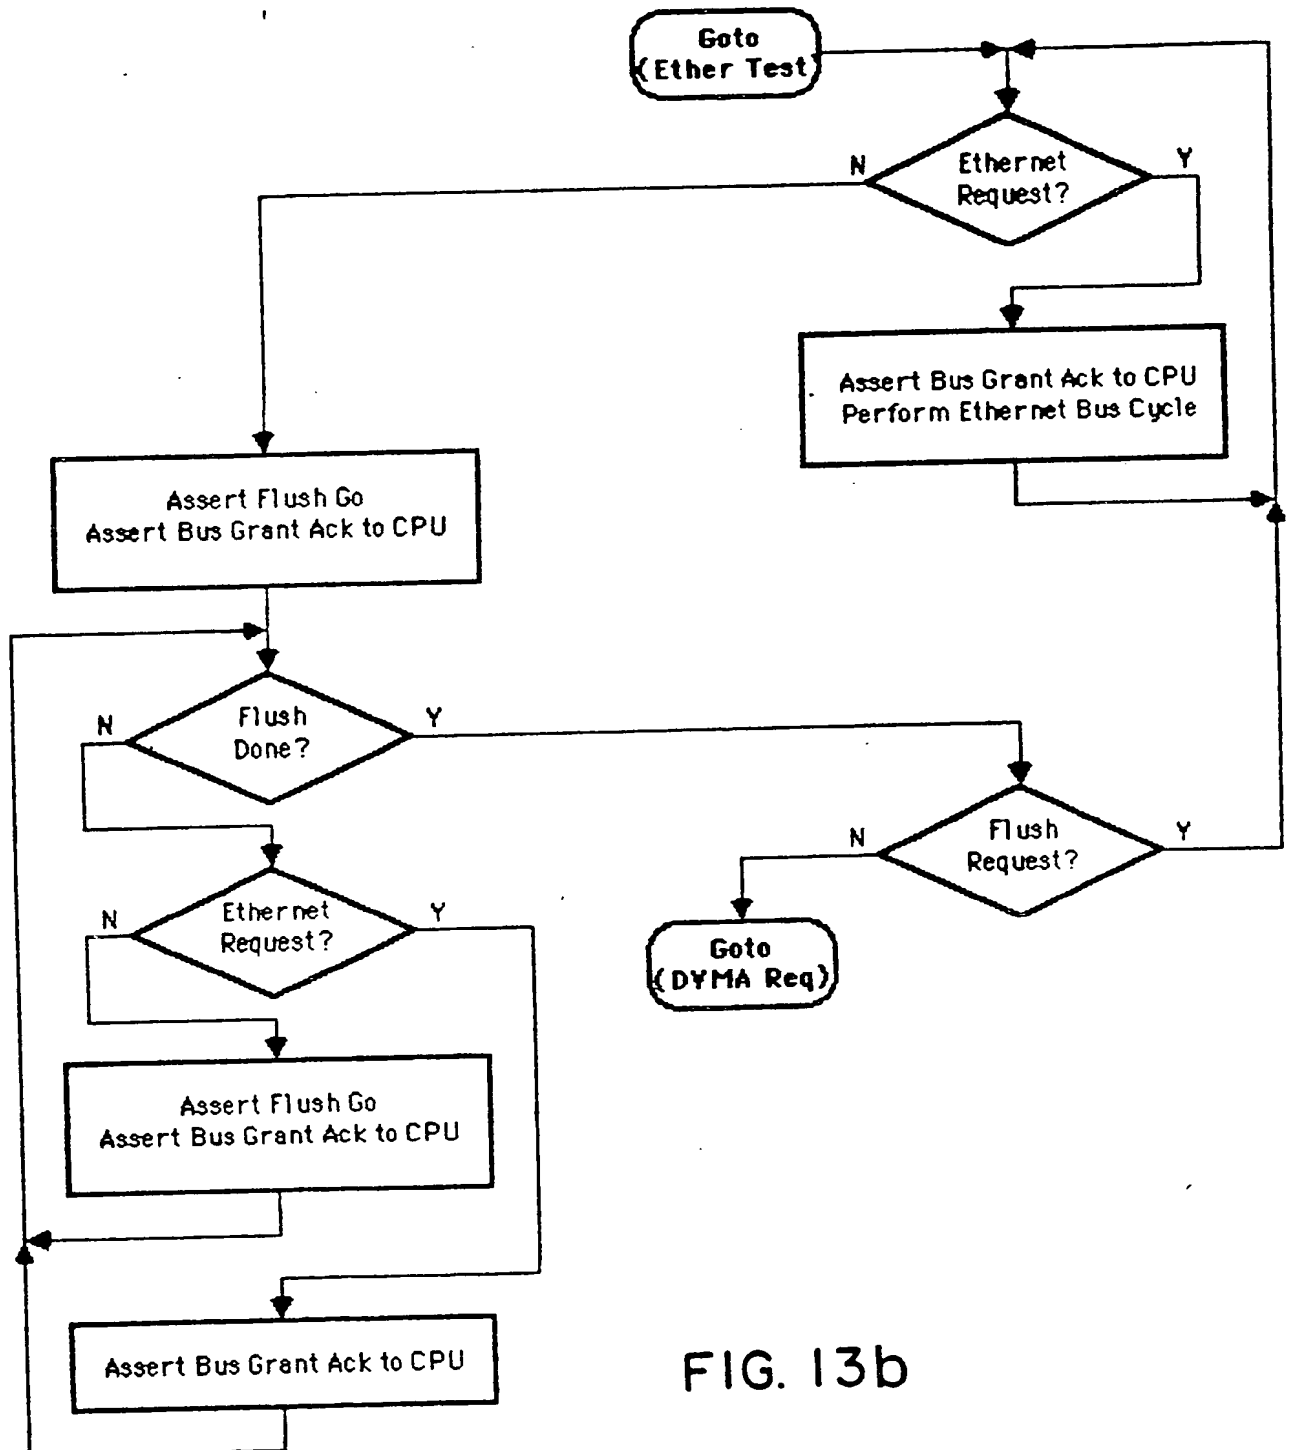 Goto
(Ether Test)
N
Ethernet
Request?
Y
Assert Bus Grant Ack to CPU
Perform Ethernet Bus Cycle
Assert Flush Go
Assert Bus Grant Ack to CPU
N
Flush
Done?
Y
N
Flush
Request?
Y
N
Ethernet
Request?
Y
Goto
(DVMA Req)
Assert Flush Go
Assert Bus Grant Ack to CPU
Assert Bus Grant Ack to CPU
FIG. 13b